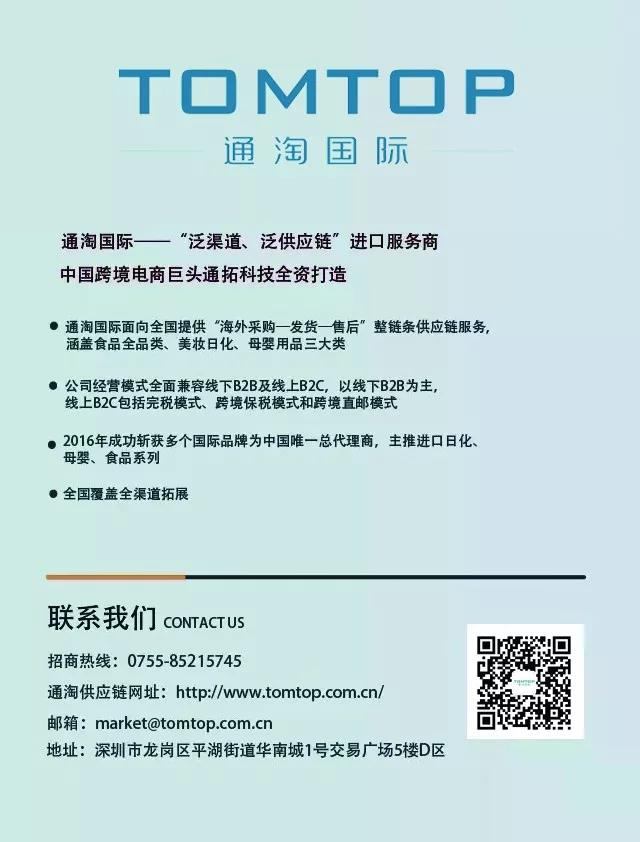 TOMTOP
通淘国际
通淘国际——“泛渠道、泛供应链”进口服务商
中国跨境电商巨头通拓科技全资打造
● 通淘国际面向全国提供“海外采购—发货—售后”整链条供应链服务,
涵盖食品全品类、美妆日化、母婴用品三大类
● 公司经营模式全面兼容线下B2B及线上B2C，以线下B2B为主，
线上B2C包括完税模式、跨境保税模式和跨境直邮模式
● 2016年成功斩获多个国际品牌为中国唯一总代理商，主推进口日化、
母婴、食品系列
● 全国覆盖全渠道拓展
联系我们 CONTACT US
招商热线：0755-85215745
通淘供应链网址：http://www.tomtop.com.cn/
邮箱：market@tomtop.com.cn
地址：深圳市龙岗区平湖街道华南城1号交易广场5楼D区
TOMTOP